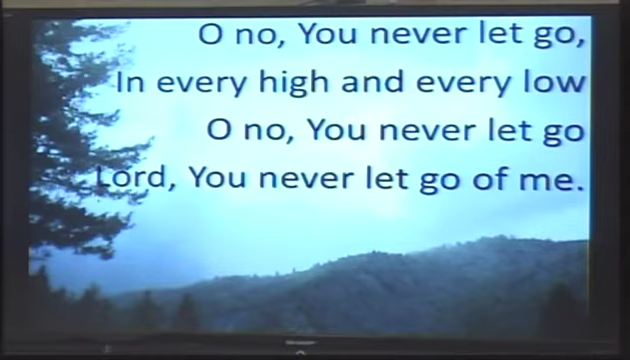 O no, You never let go,
In every high and every low
O no, You never let go
Lord, You never let go of me.